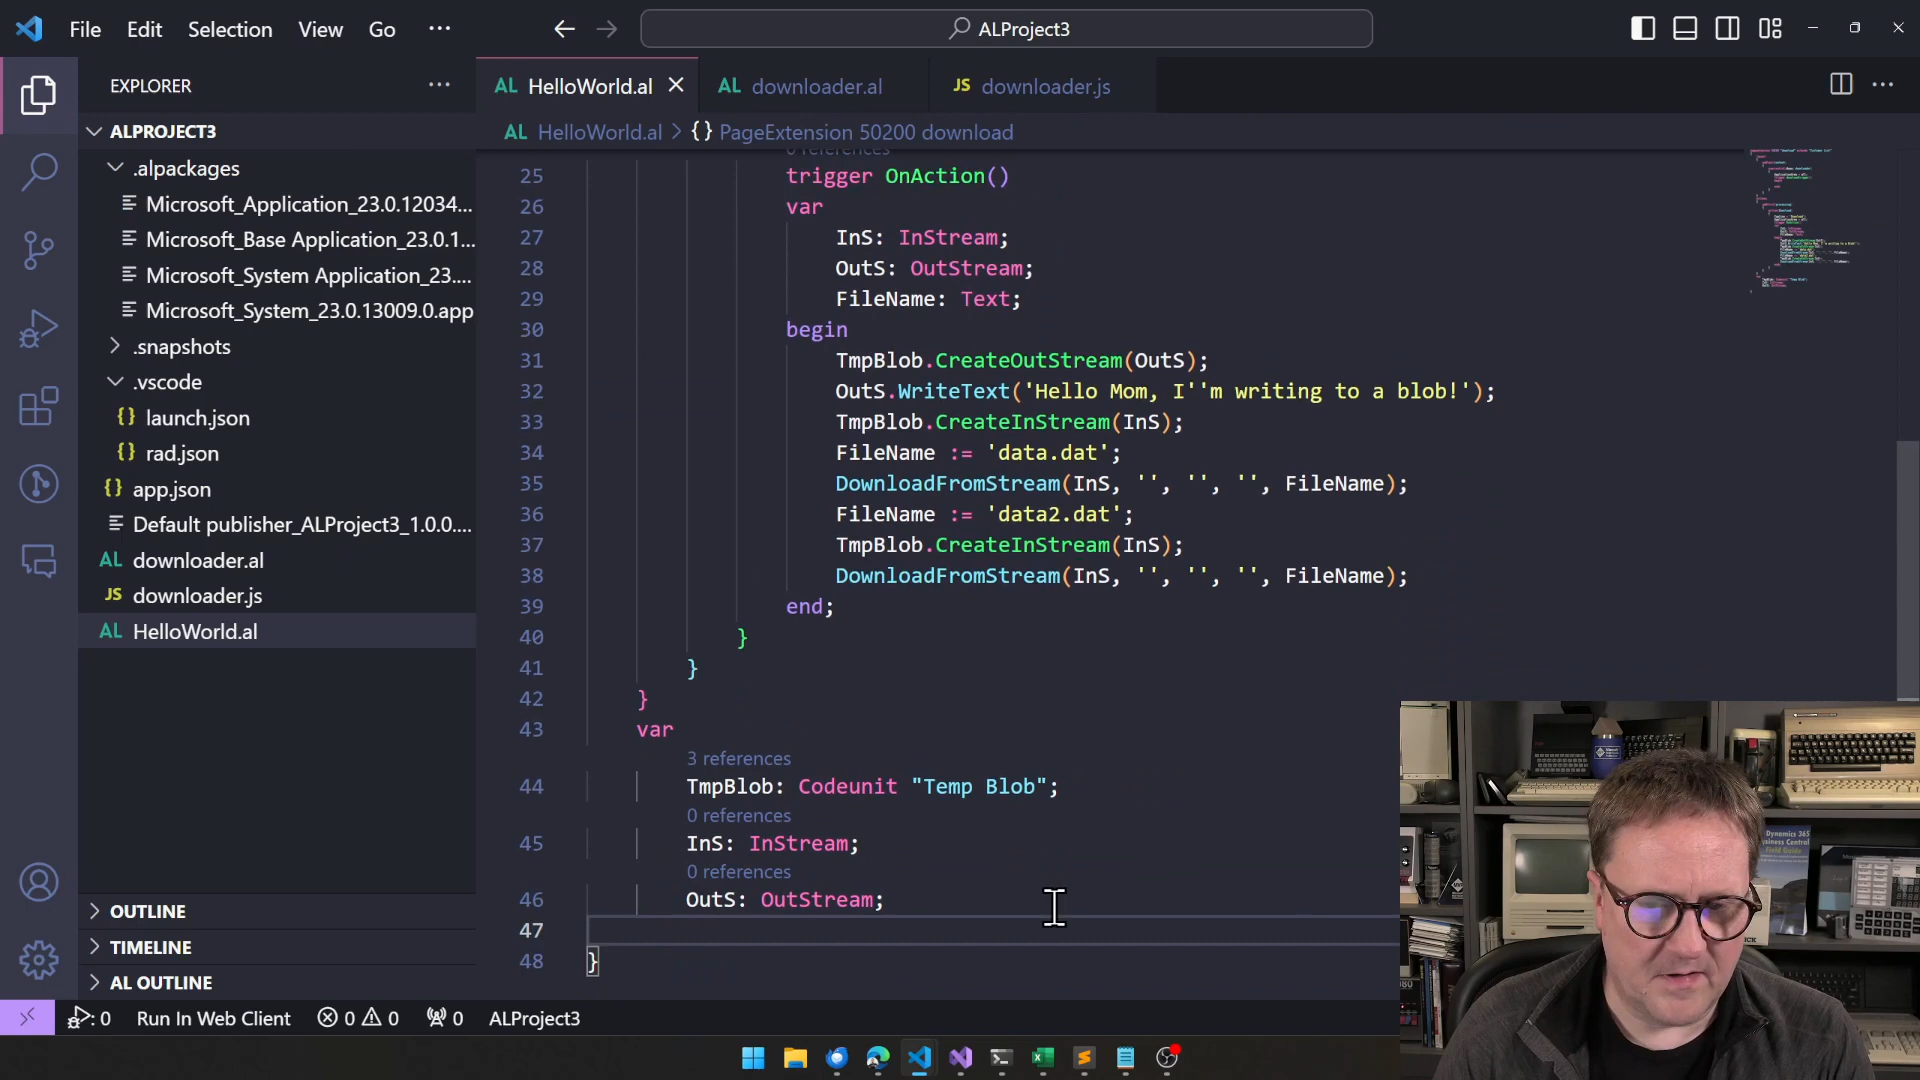 File Edit Selection View Go ··· ALProject3
EXPLORER ···
HelloWorld.al
downloader.al
JS downloader.js
AL HelloWorld.al > {} PageExtension 50200 download
ALPROJECT3
.alpackages
Microsoft_Application_23.0.12034...
Microsoft_Base Application_23.0.1...
Microsoft_System Application_23....
Microsoft_System_23.0.13009.0.app
.snapshots
.vscode
{} launch.json
{} rad.json
{} app.json
Default publisher_ALProject3_1.0.0....
AL downloader.al
JS downloader.js
AL HelloWorld.al
OUTLINE
TIMELINE
AL OUTLINE
0 references
25 trigger OnAction()
26 var
27 InS: InStream;
28 OutS: OutStream;
29 FileName: Text;
30 begin
31 TmpBlob.CreateOutStream(OutS);
32 OutS.WriteText('Hello Mom, I''m writing to a blob!');
33 TmpBlob.CreateInStream(InS);
34 FileName := 'data.dat';
35 DownloadFromStream(InS, '', '', '', FileName);
36 FileName := 'data2.dat';
37 TmpBlob.CreateInStream(InS);
38 DownloadFromStream(InS, '', '', '', FileName);
39 end;
40 }
41 }
42 }
43 var
3 references
44 TmpBlob: Codeunit "Temp Blob";
0 references
45 InS: InStream;
0 references
46 OutS: OutStream;
47
48 }
: 0 Run In Web Client 0 0 0 ALProject3